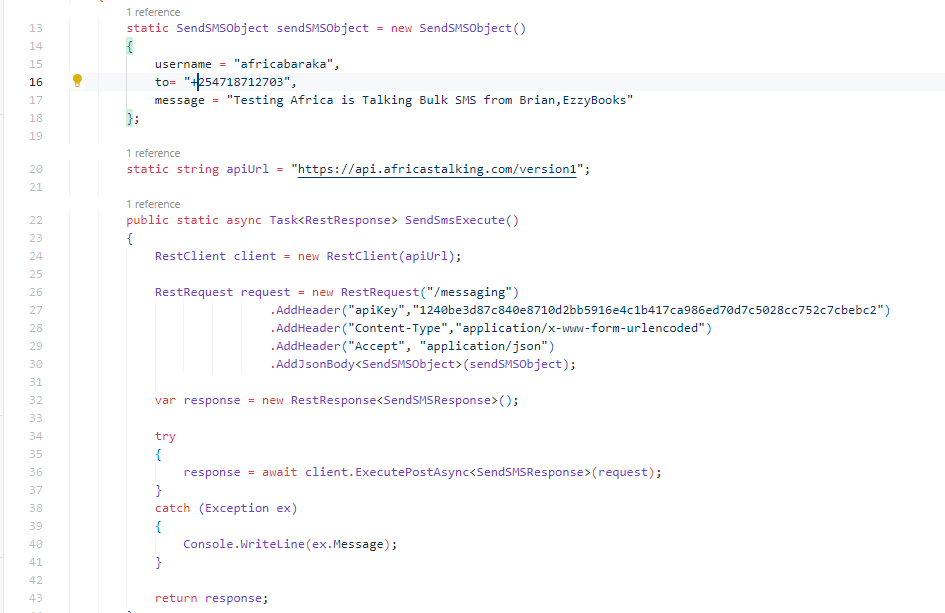 1 reference
13 static SendSMSObject sendSMSObject = new SendSMSObject()
14 {
15 username = "africabaraka",
16 to= "+254718712703",
17 message = "Testing Africa is Talking Bulk SMS from Brian,EzzyBooks"
18 };
19
1 reference
20 static string apiUrl = "https://api.africastalking.com/version1";
21
1 reference
22 public static async Task<RestResponse> SendSmsExecute()
23 {
24 RestClient client = new RestClient(apiUrl);
25
26 RestRequest request = new RestRequest("/messaging")
27 .AddHeader("apiKey","1240be3d87c840e8710d2bb5916e4c1b417ca986ed70d7c5028cc752c7cbebc2")
28 .AddHeader("Content-Type","application/x-www-form-urlencoded")
29 .AddHeader("Accept", "application/json")
30 .AddJsonBody<SendSMSObject>(sendSMSObject);
31
32 var response = new RestResponse<SendSMSResponse>();
33
34 try
35 {
36 response = await client.ExecutePostAsync<SendSMSResponse>(request);
37 }
38 catch (Exception ex)
39 {
40 Console.WriteLine(ex.Message);
41 }
42
43 return response;